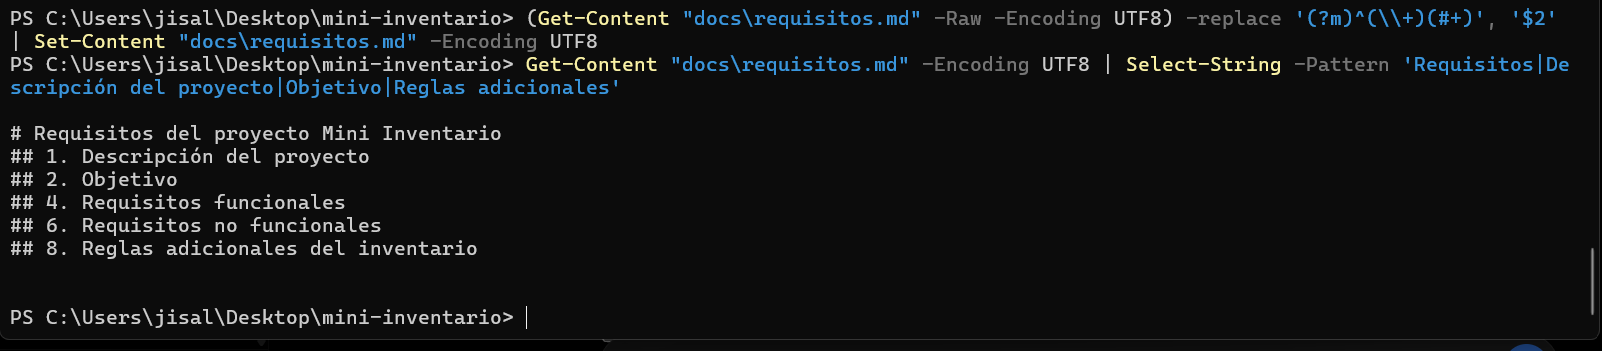 PS C:\Users\jisal\Desktop\mini-inventario> (Get-Content "docs\requisitos.md" -Raw -Encoding UTF8) -replace '(?m)^(\\+)(#+)', '$2'
| Set-Content "docs\requisitos.md" -Encoding UTF8
PS C:\Users\jisal\Desktop\mini-inventario> Get-Content "docs\requisitos.md" -Encoding UTF8 | Select-String -Pattern 'Requisitos|De
scripción del proyecto|Objetivo|Reglas adicionales'
# Requisitos del proyecto Mini Inventario
## 1. Descripción del proyecto
## 2. Objetivo
## 4. Requisitos funcionales
## 6. Requisitos no funcionales
## 8. Reglas adicionales del inventario
PS C:\Users\jisal\Desktop\mini-inventario>